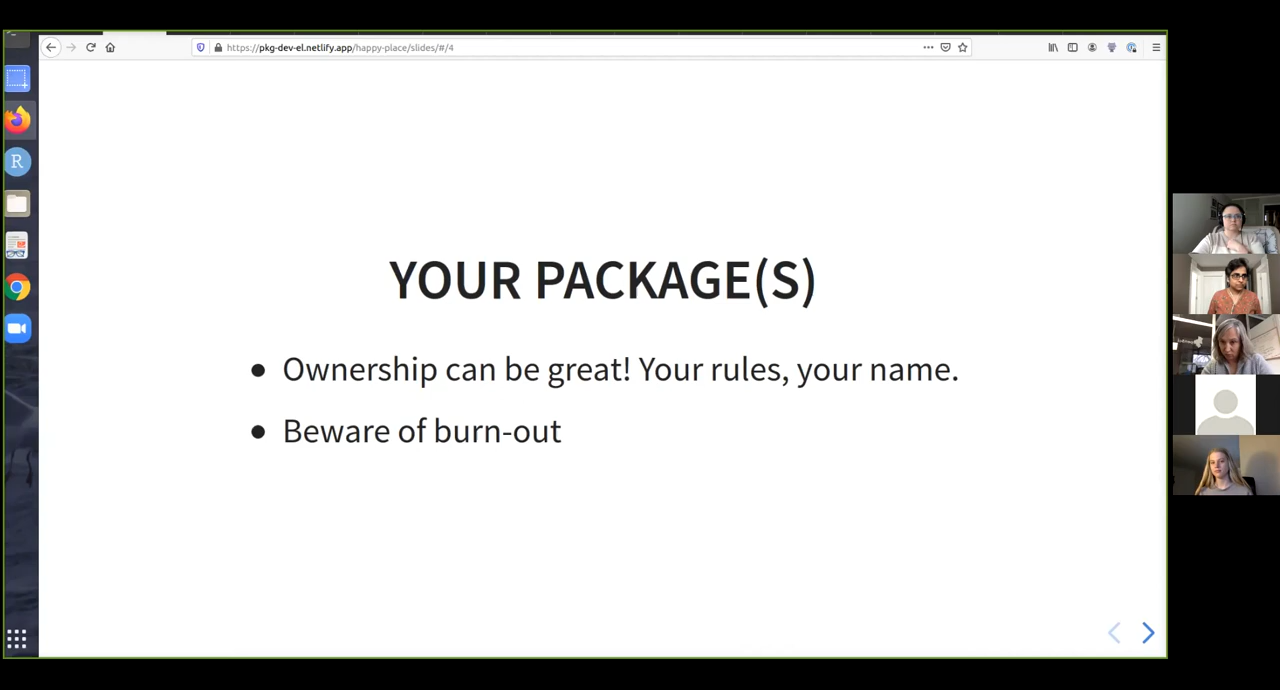 https://pkg-dev-el.netlify.app/happy-place/slides/#/4
R
YOUR PACKAGE(S)
Ownership can be great! Your rules, your name.
Beware of burn-out